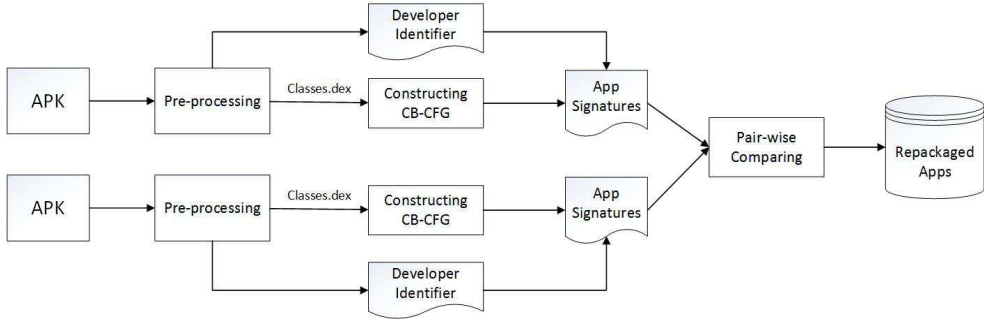 Developer
Identifier
APK
Pre-processing
Classes.dex
Constructing
CB-CFG
App
Signatures
Pair-wise
Comparing
Repackaged
Apps
APK
Pre-processing
Classes.dex
Constructing
CB-CFG
App
Signatures
Developer
Identifier